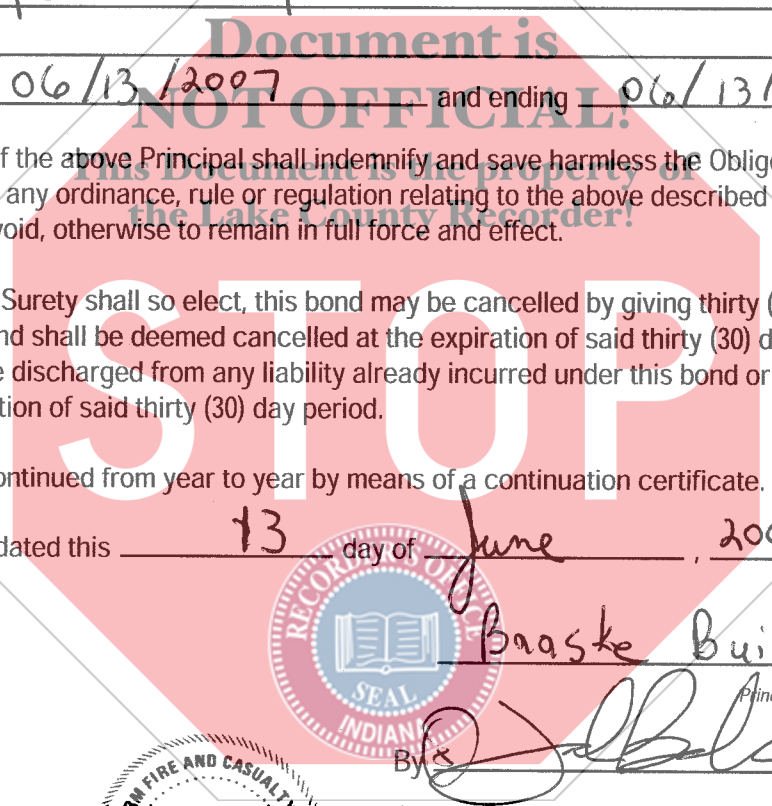 Document is
NOT OFFICIAL!
06/13/2007 and ending 06/13/
This Document is the property of
f the above Principal shall indemnify and save harmless the Oblige
any ordinance, rule or regulation relating to the above described
the Lake County Recorder!
void, otherwise to remain in full force and effect.
STOP
Surety shall so elect, this bond may be cancelled by giving thirty (
nd shall be deemed cancelled at the expiration of said thirty (30) d
e discharged from any liability already incurred under this bond or
tion of said thirty (30) day period.
ontinued from year to year by means of a continuation certificate.
dated this 13 day of June, 200
RECORDER'S OFFICE
SEAL
INDIANA
Braske Bui
Princ
By
RM FIRE AND CASUALTY